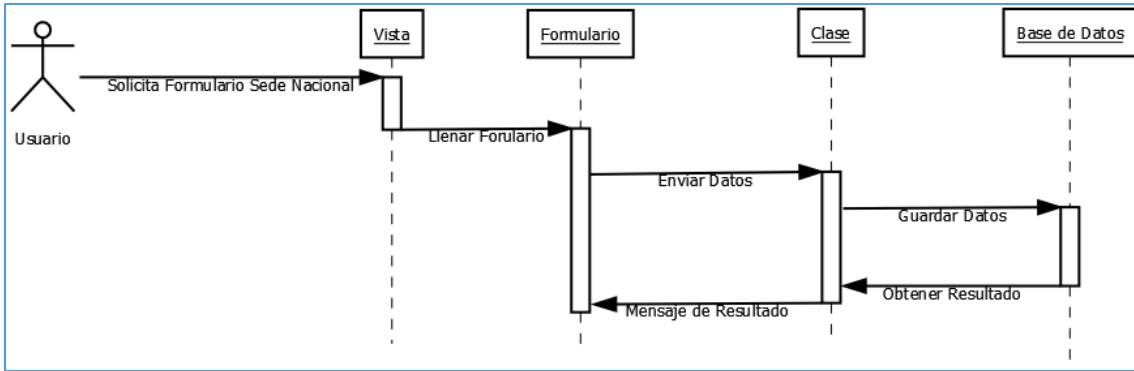 Vista
Formulario
Clase
Base de Datos
Solicita Formulario Sede Nacional
Usuario
Llenar Forulario
Enviar Datos
Guardar Datos
Obtener Resultado
Mensaje de Resultado